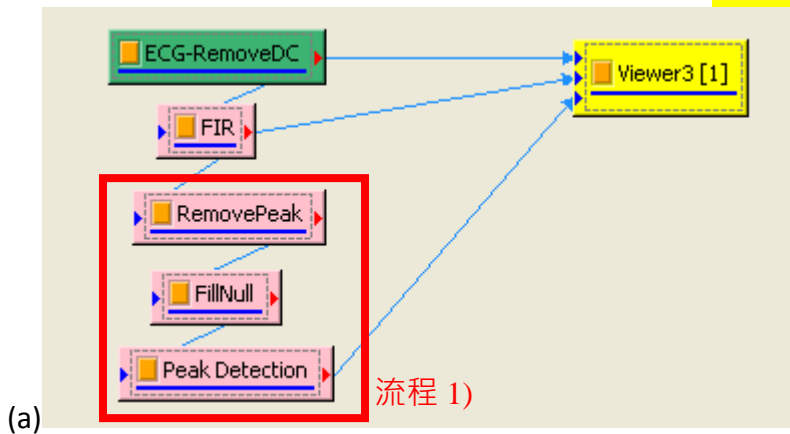 ECG-RemoveDC
Viewer3 [1]
FIR
RemovePeak
FillNull
Peak Detection
流程 1)
(a)